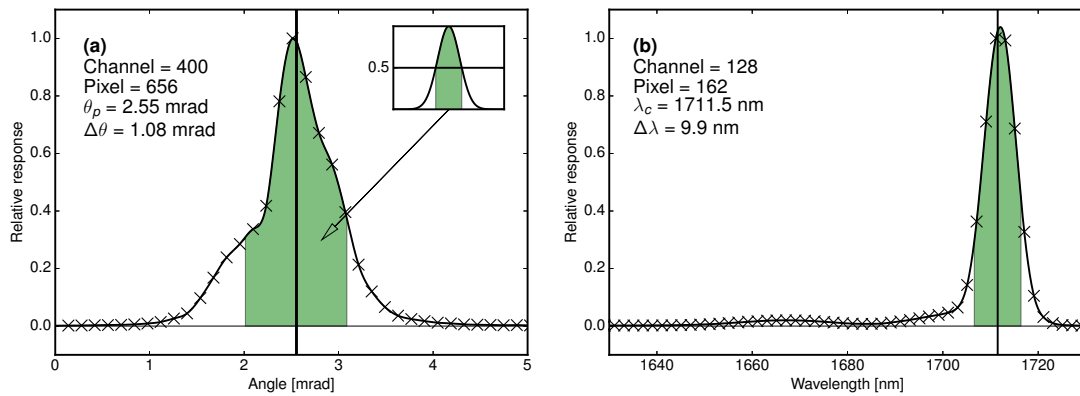 (a)
Channel = 400
Pixel = 656
θp = 2.55 mrad
Δθ = 1.08 mrad
0.5
Relative response
1.0
0.8
0.6
0.4
0.2
0.0
0 1 2 3 4 5
Angle [mrad]
(b)
Channel = 128
Pixel = 162
λc = 1711.5 nm
Δλ = 9.9 nm
Relative response
1.0
0.8
0.6
0.4
0.2
0.0
1640 1660 1680 1700 1720
Wavelength [nm]